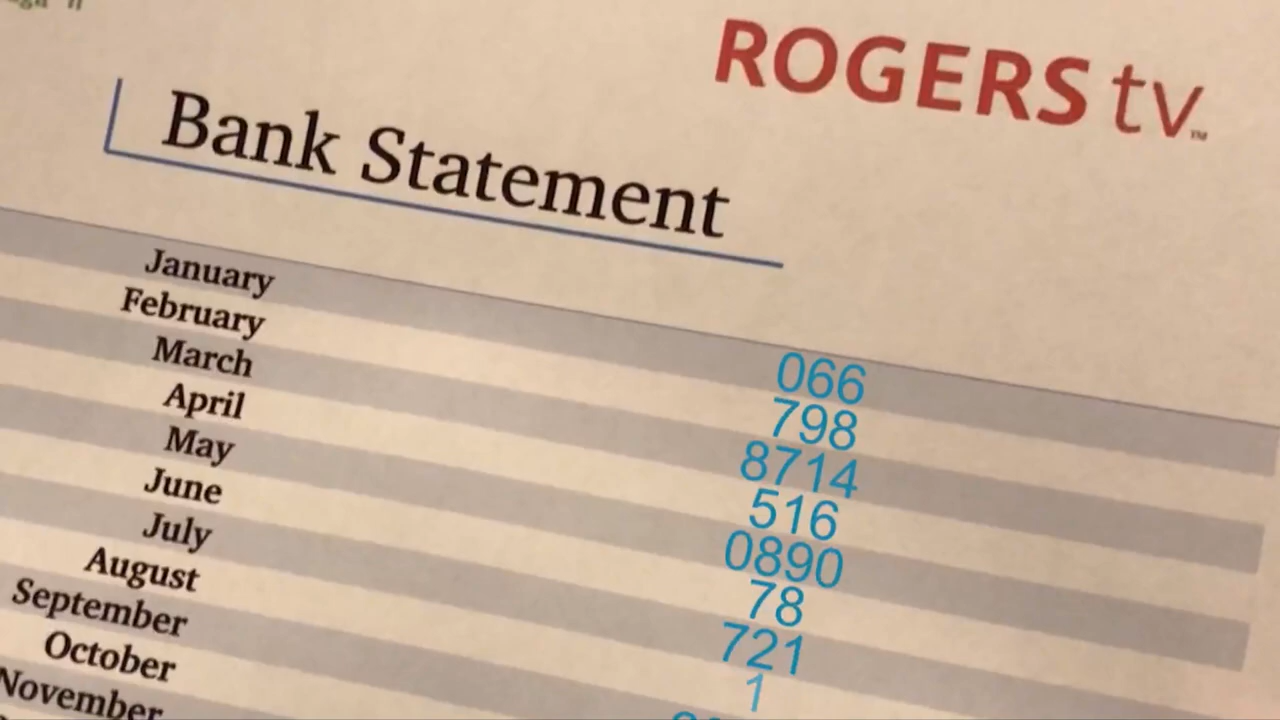 ROGERS tv™
Bank Statement
January 066
February 798
March 8714
April 516
May 0890
June 78
July 721
August 1
September
October
November